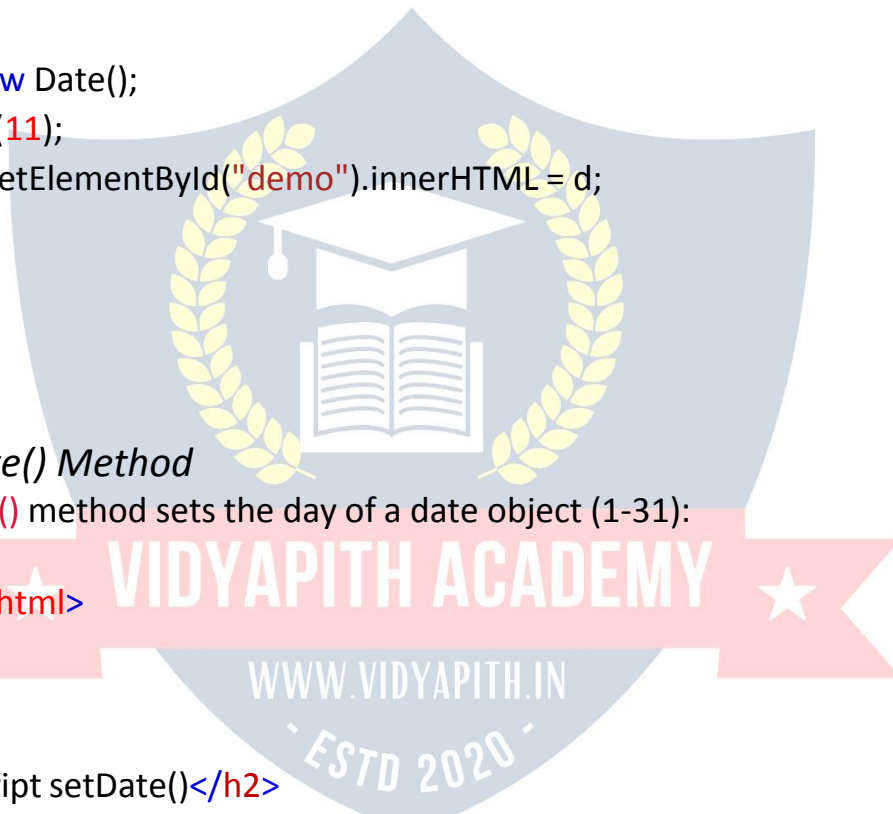 w Date();
(11);
etElementById("demo").innerHTML = d;
e() Method
() method sets the day of a date object (1-31):
VIDYAPITH ACADEMY
html>
WWW.VIDYAPITH.IN
- ESTD 2020 -
ipt setDate()</h2>